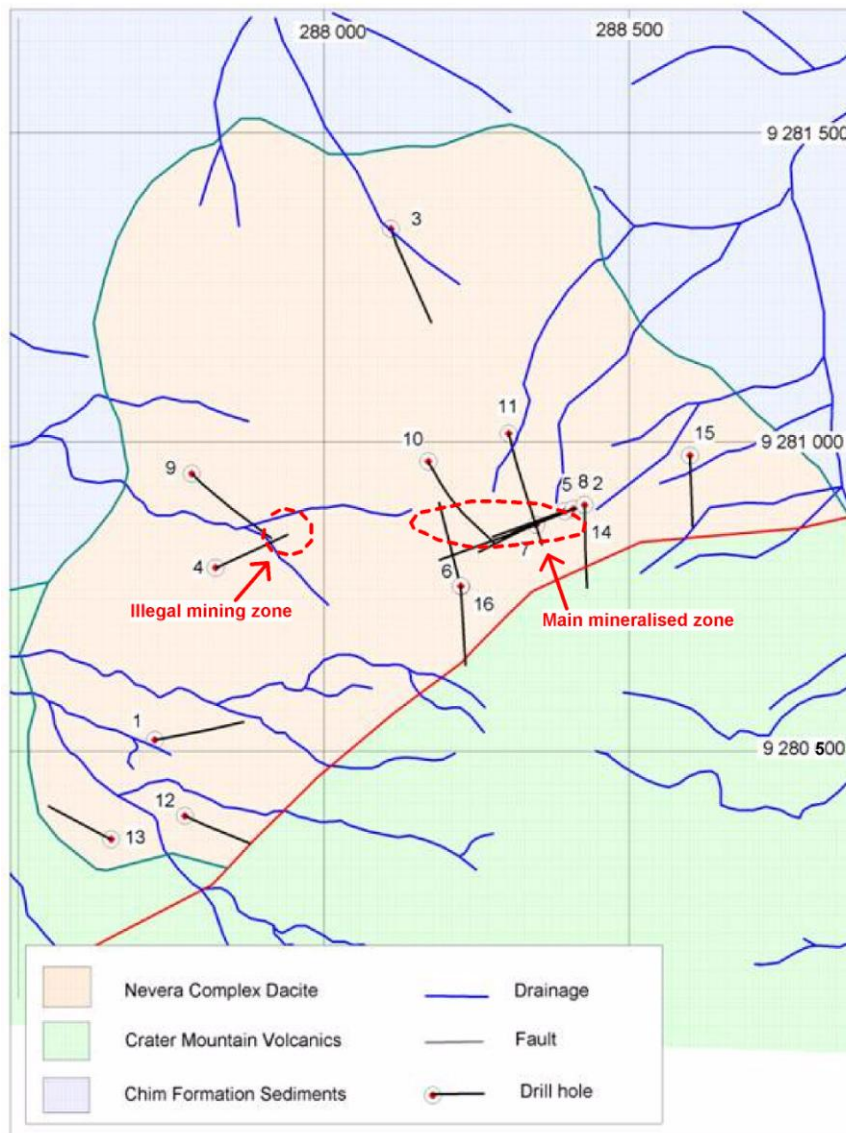 288 000
288 500
9 281 500
3
11
10
15
9 281 000
9
5
8
2
14
7
4
6
16
Illegal mining zone
Main mineralised zone
1
9 280 500
12
13
Nevera Complex Dacite
Drainage
Crater Mountain Volcanics
Fault
Chim Formation Sediments
Drill hole